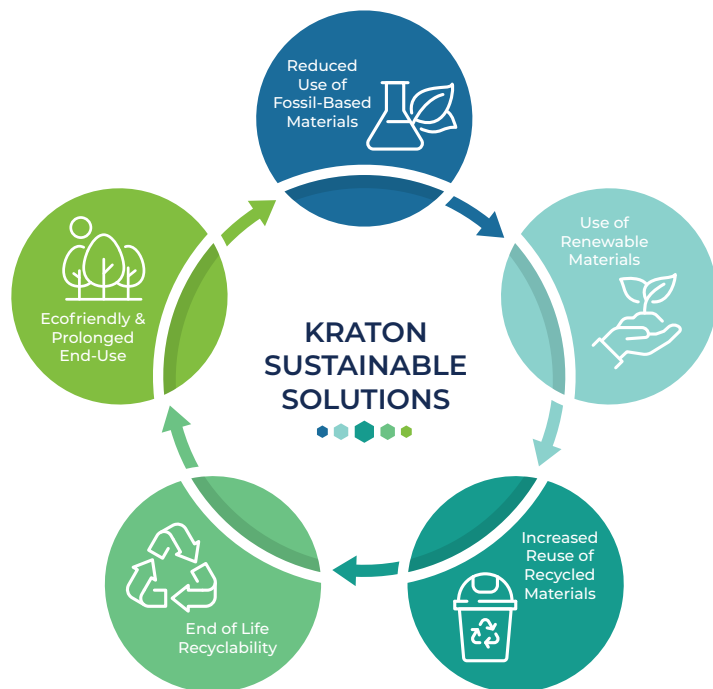 Reduced
Use of
Fossil-Based
Materials
Use of
Renewable
Materials
Increased
Reuse of
Recycled
Materials
End of Life
Recyclability
Ecofriendly &
Prolonged
End-Use
KRATON
SUSTAINABLE
SOLUTIONS